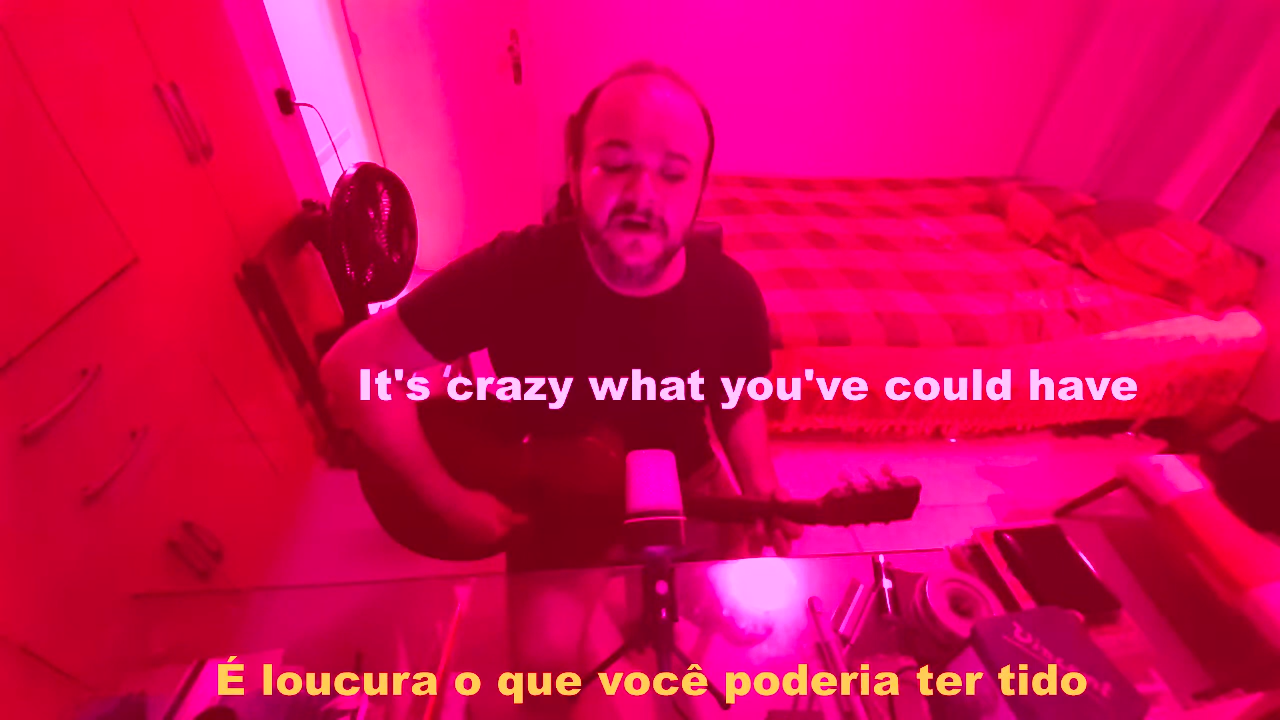 It's crazy what you've could have
É loucura o que você poderia ter tido